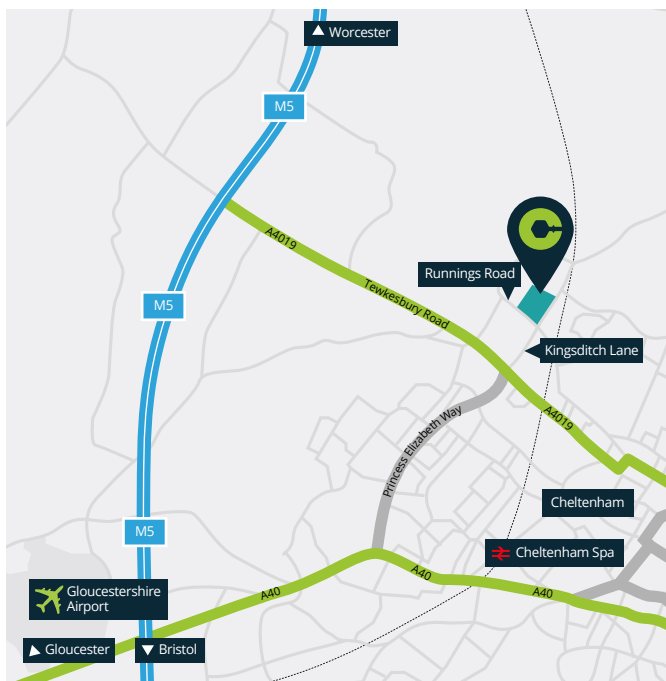 Worcester
M5
A4019
Runnings Road
Tewkesbury Road
M5
Kingsditch Lane
A4019
Princess Elizabeth Way
Cheltenham
M5
Cheltenham Spa
A40
Gloucestershire
Airport
A40
A40
Gloucester
Bristol